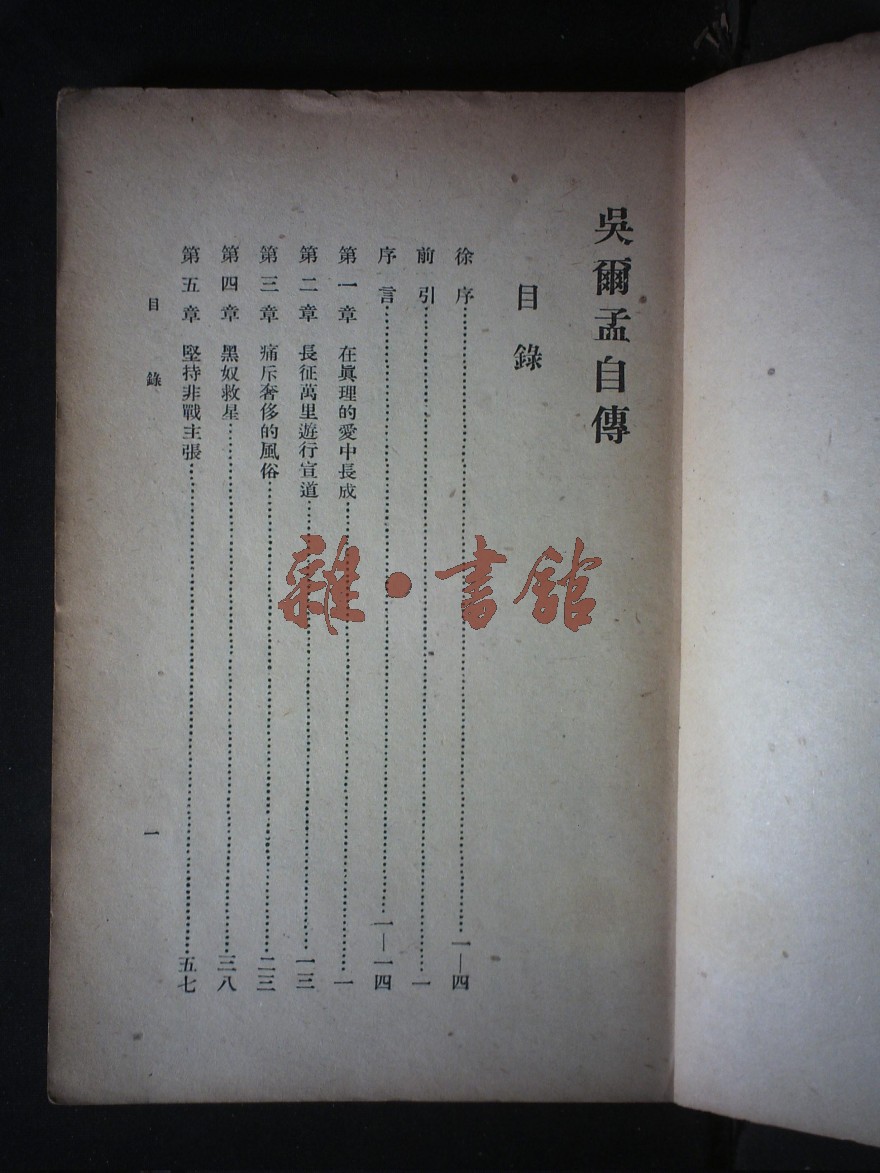 吳爾孟自傳
目錄
徐序……一—四
前引……一
序言……一—一四
第一章 在眞理的愛中長成……一
第二章 長征萬里遊行宣道……一三
第三章 痛斥奢侈的風俗……二三
第四章 黑奴救星……三八
第五章 堅持非戰主張……五七
目錄 一
雜·書館